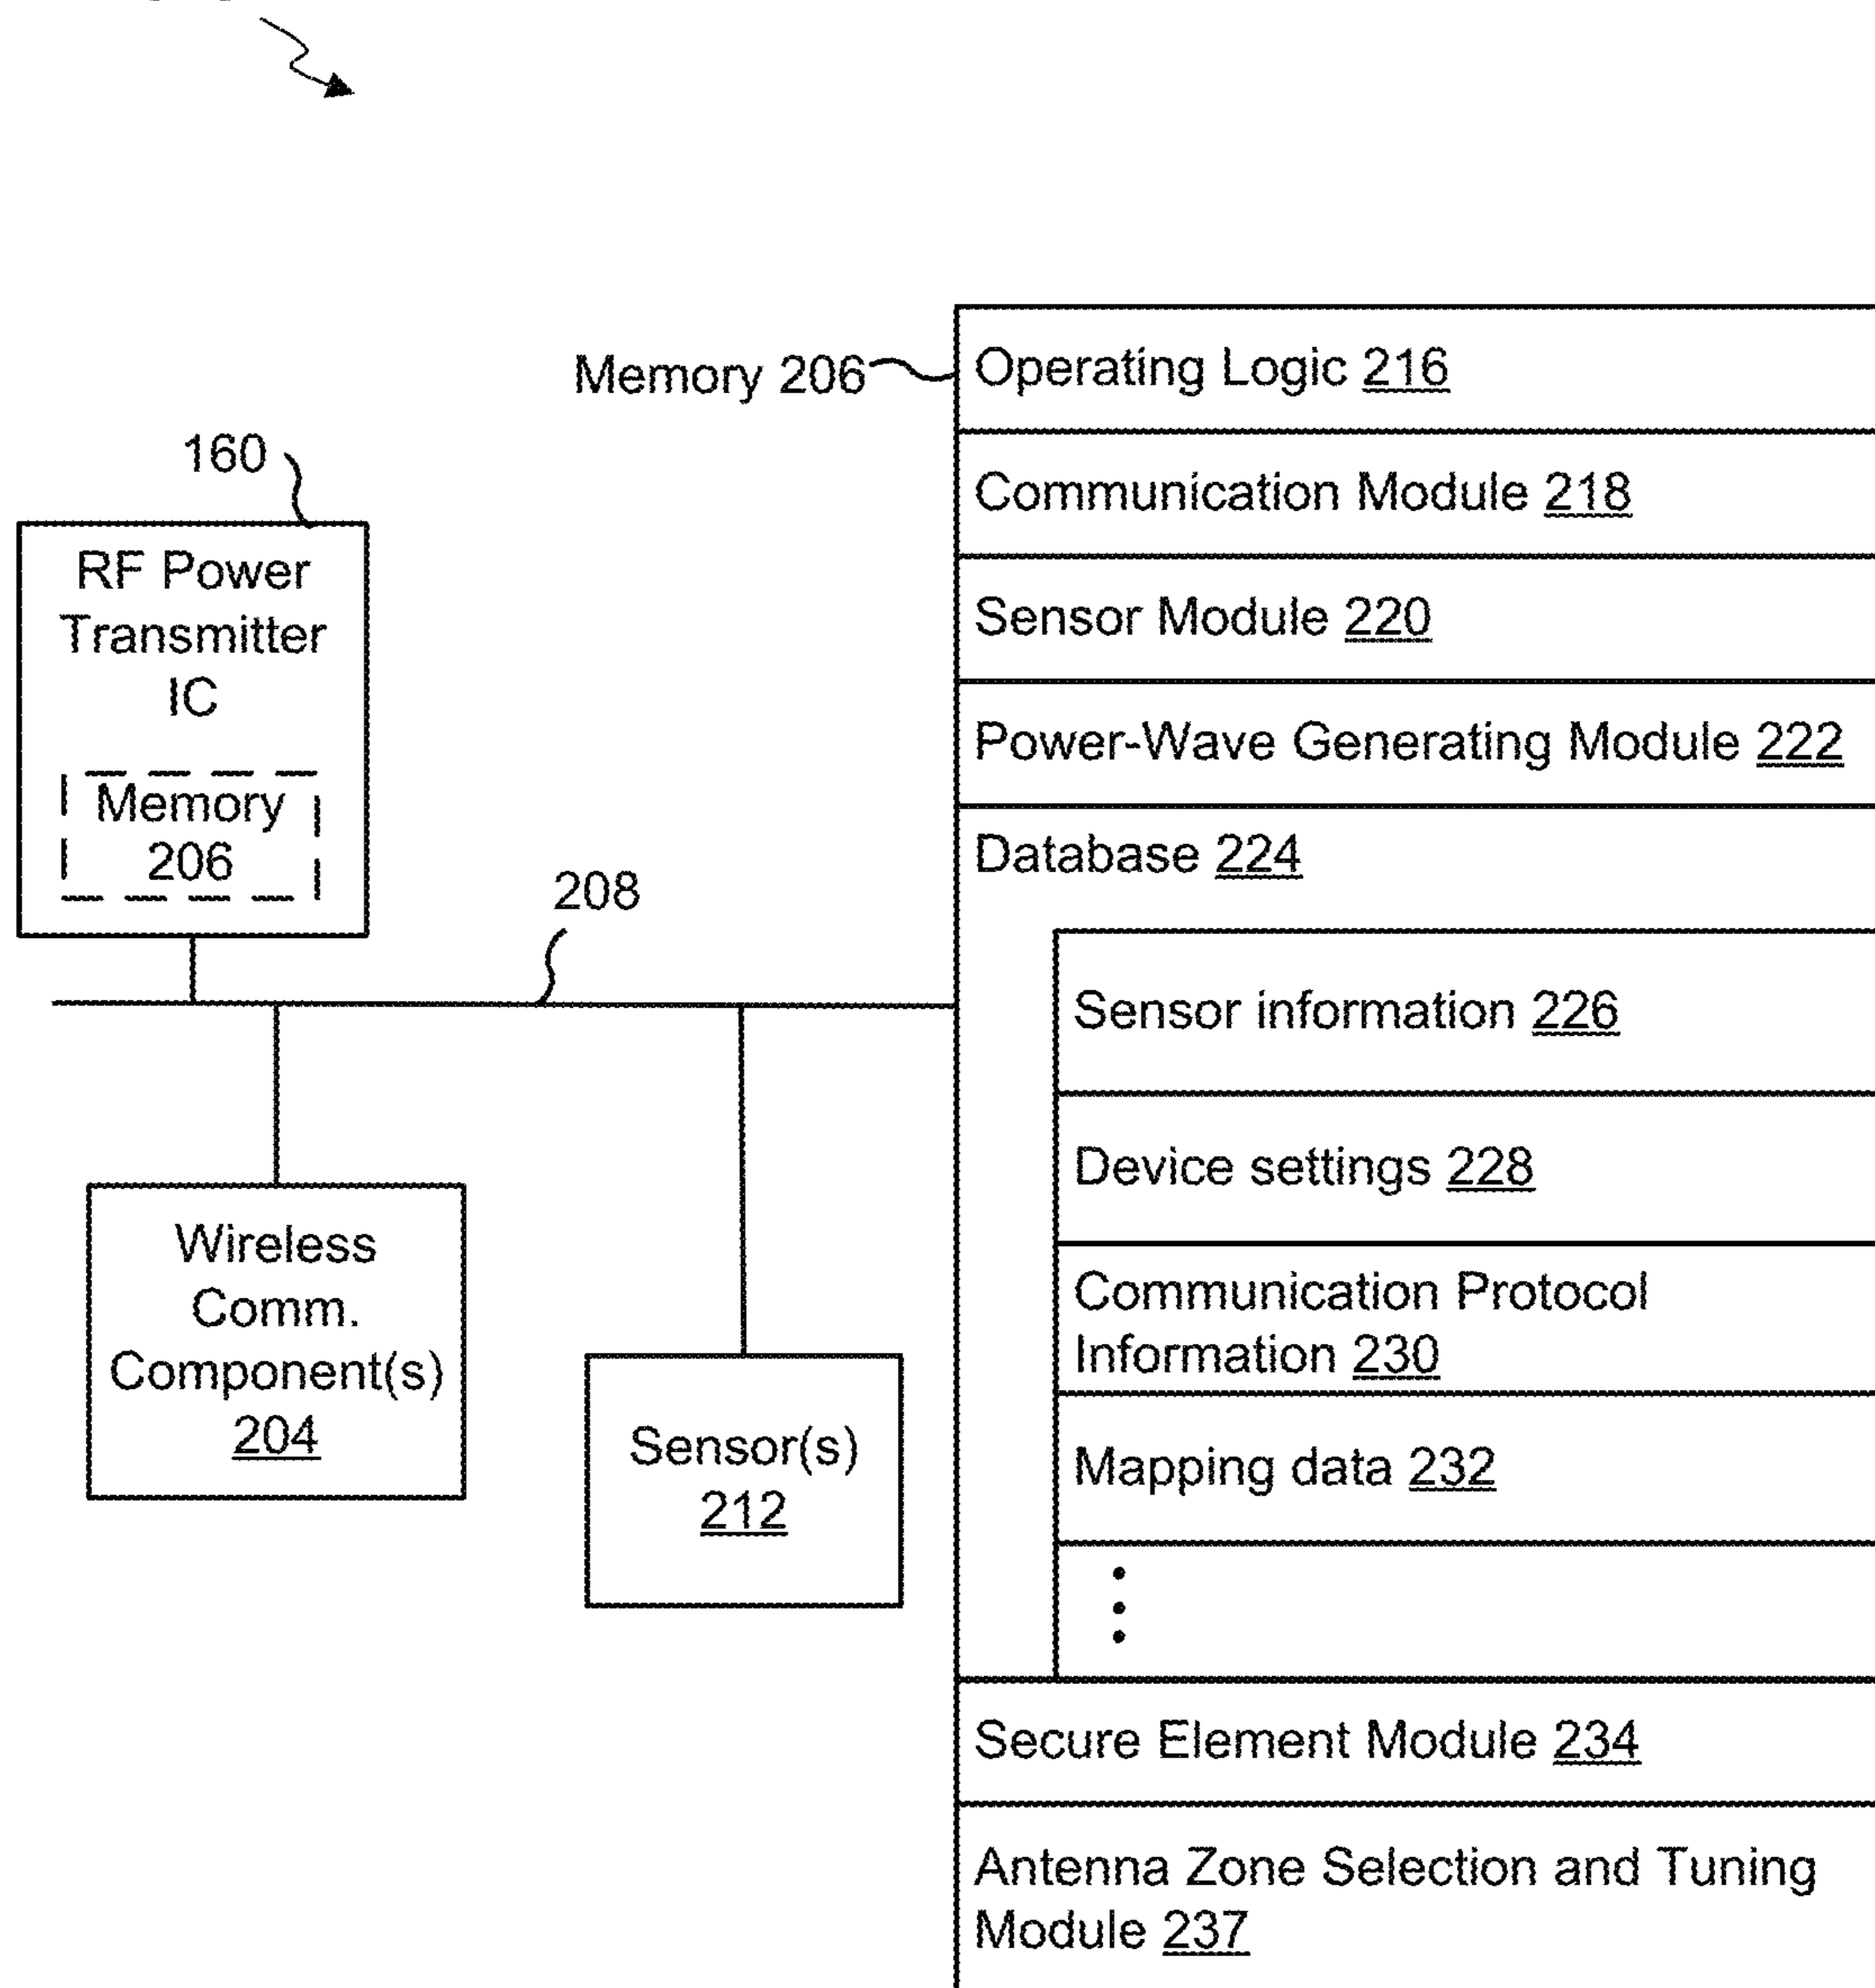 Memory 206
Operating Logic 216
160
Communication Module 218
RF Power
Transmitter
IC
Sensor Module 220
Power-Wave Generating Module 222
Memory
206
Database 224
208
Sensor information 226
Device settings 228
Wireless
Comm.
Component(s)
204
Communication Protocol
Information 230
Sensor(s)
212
Mapping data 232
Secure Element Module 234
Antenna Zone Selection and Tuning
Module 237